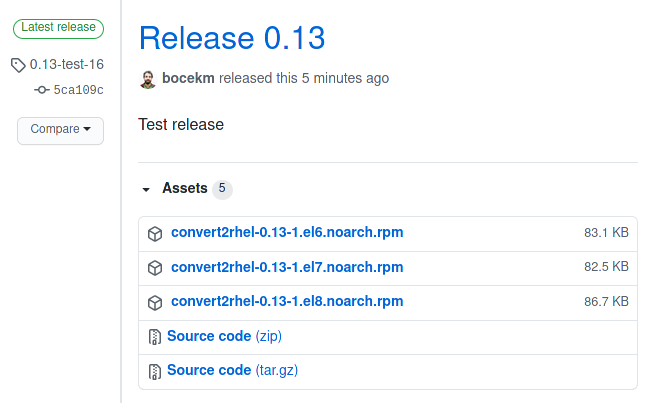 Latest release
0.13-test-16
5ca109c
Compare
Release 0.13
bocekm released this 5 minutes ago
Test release
Assets 5
convert2rhel-0.13-1.el6.noarch.rpm 83.1 KB
convert2rhel-0.13-1.el7.noarch.rpm 82.5 KB
convert2rhel-0.13-1.el8.noarch.rpm 86.7 KB
Source code (zip)
Source code (tar.gz)